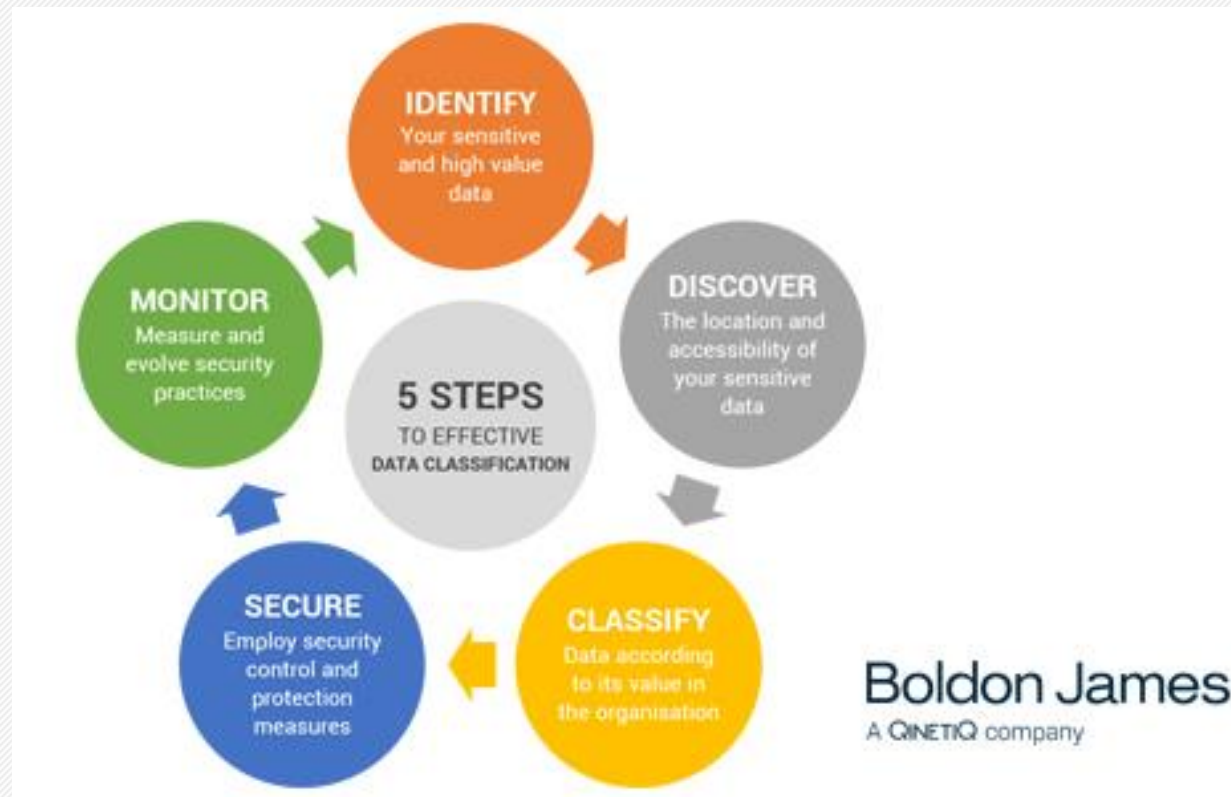 IDENTIFY
Your sensitive
and high value
data
DISCOVER
The location and
accessibility of
your sensitive
data
CLASSIFY
Data according
to its value in
the organisation
SECURE
Employ security
control and
protection
measures
MONITOR
Measure and
evolve security
practices
5 STEPS
TO EFFECTIVE
DATA CLASSIFICATION
Boldon James
A QINETIQ company